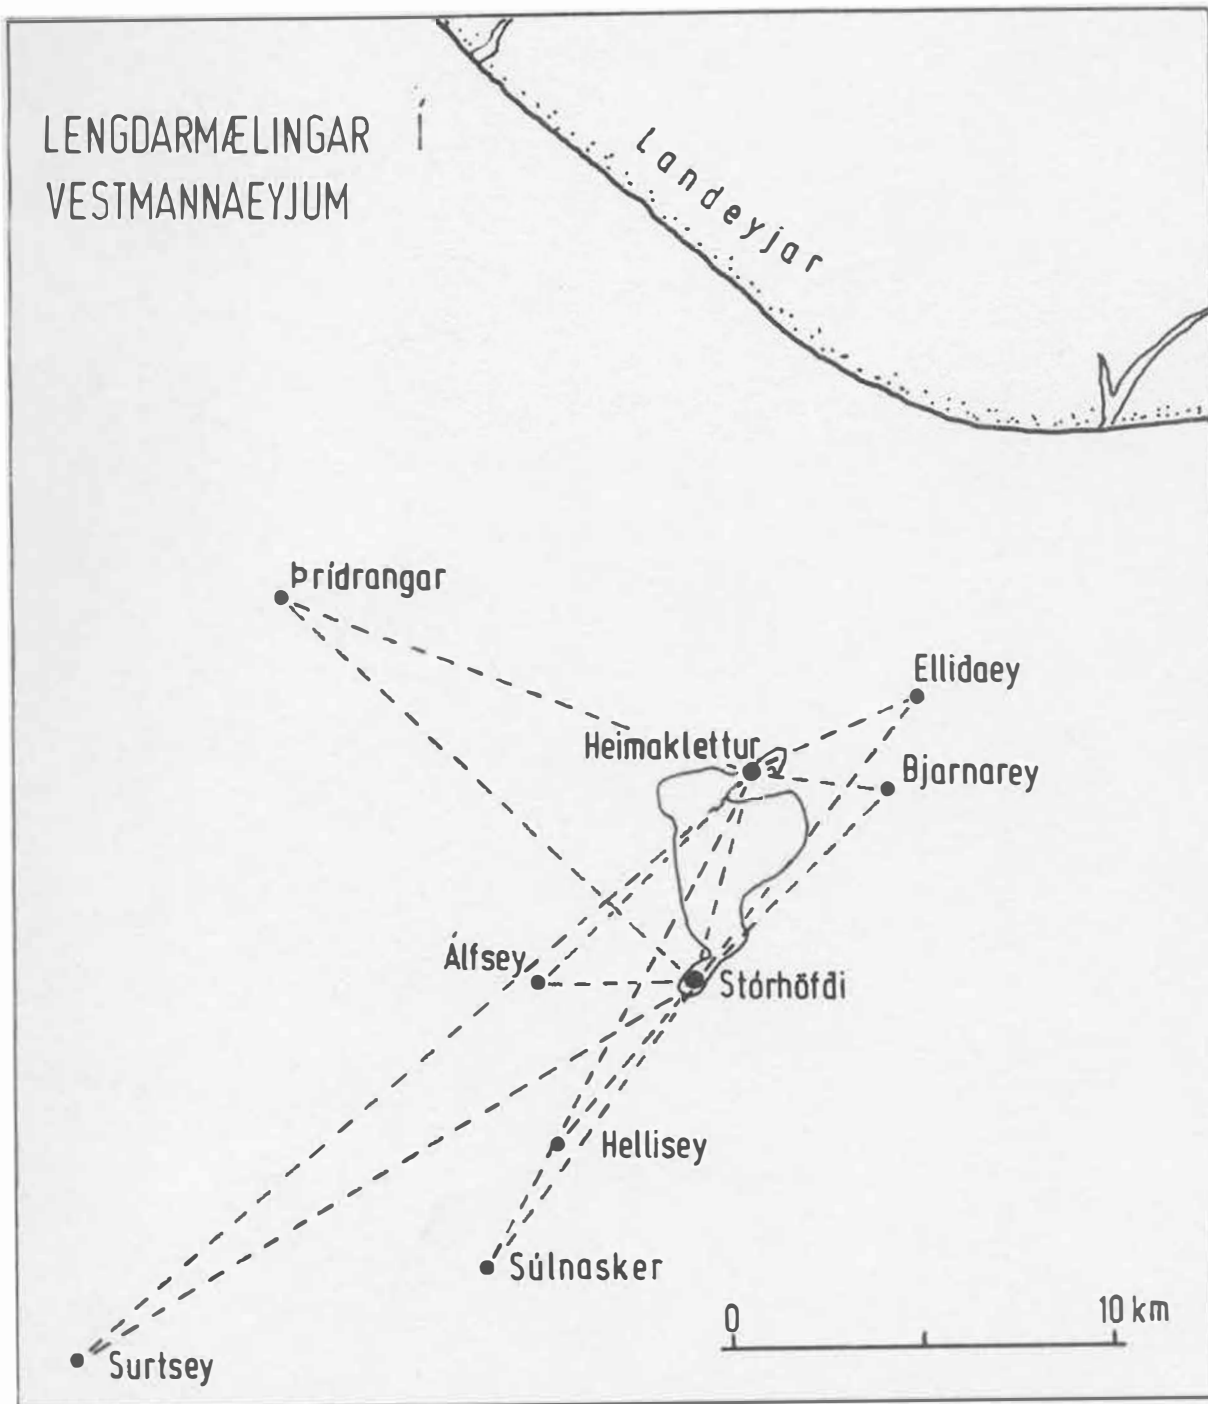 LENGDARMÆLINGAR Í
VESTMANNAEYJUM
Landeyjar
Þrídrangar
Ellidaey
Heimaklettur
Bjarnarey
Álfsey
Stórhöfdi
Hellisey
Súlnasker
0 10 km
Surtsey